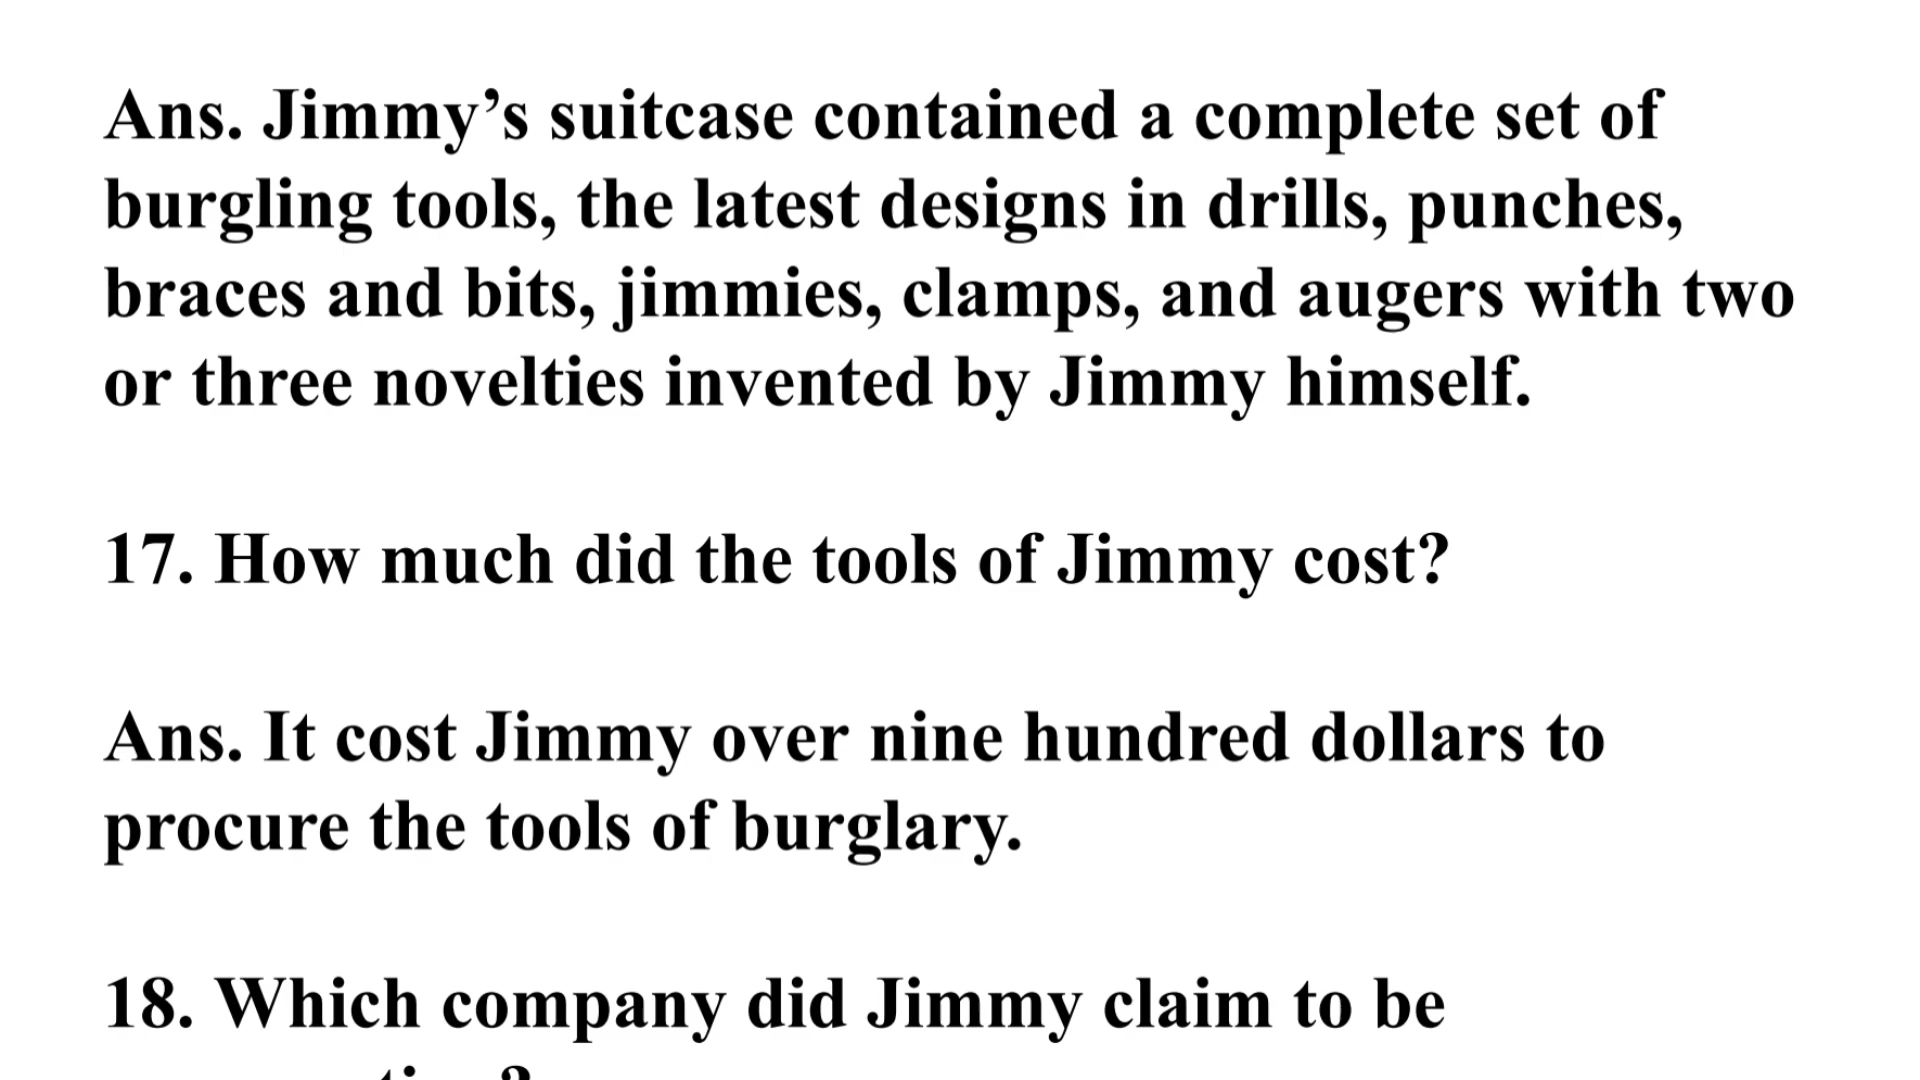 Ans. Jimmy’s suitcase contained a complete set of
burgling tools, the latest designs in drills, punches,
braces and bits, jimmies, clamps, and augers with two
or three novelties invented by Jimmy himself.
17. How much did the tools of Jimmy cost?
Ans. It cost Jimmy over nine hundred dollars to
procure the tools of burglary.
18. Which company did Jimmy claim to be